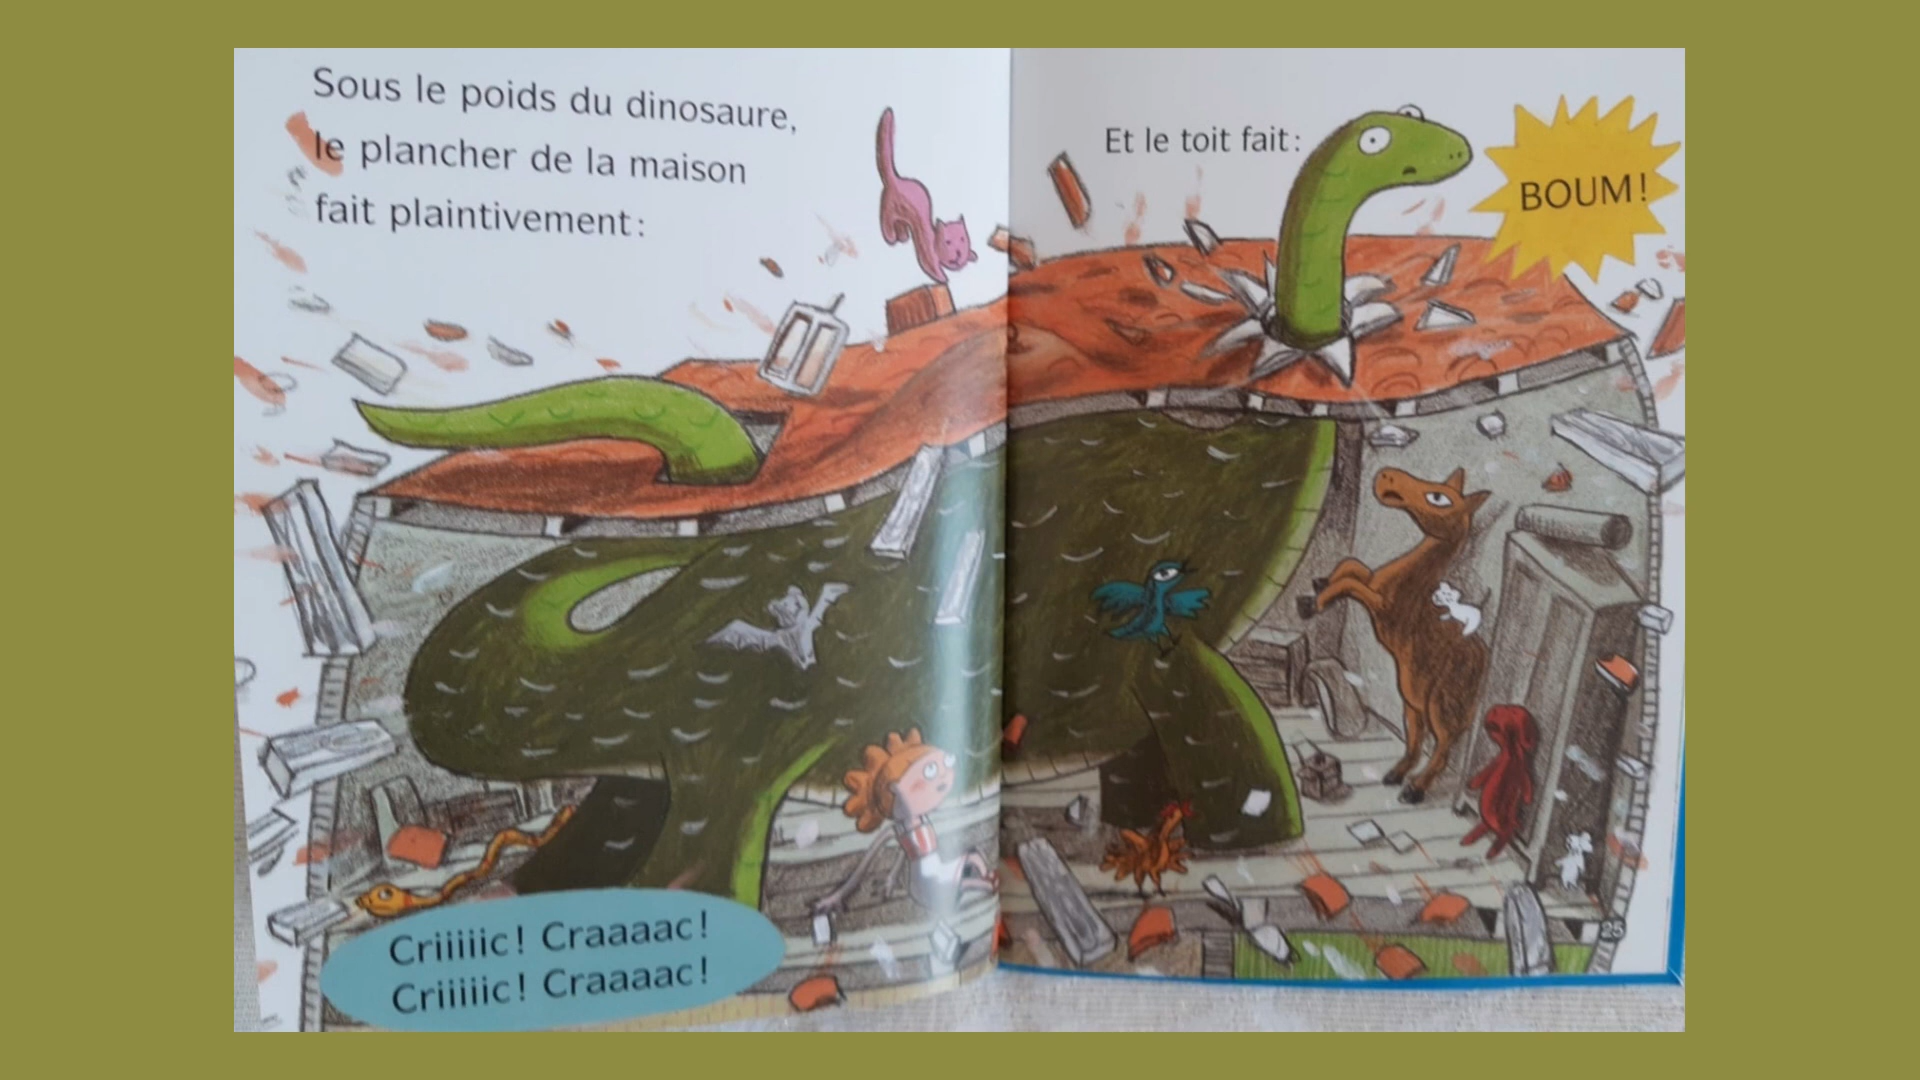 Sous le poids du dinosaure,
le plancher de la maison
fait plaintivement :
Criiiiic ! Craaaac !
Criiiiic ! Craaaac !
Et le toit fait :
BOUM !
25